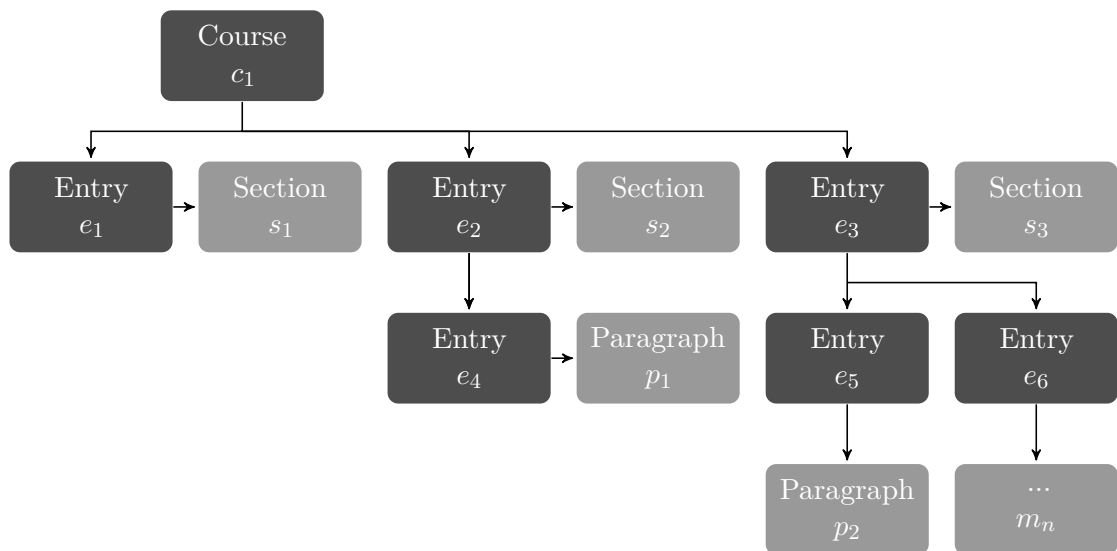 Course
c₁
Entry
e₁
Section
s₁
Entry
e₂
Section
s₂
Entry
e₃
Section
s₃
Entry
e₄
Paragraph
p₁
Entry
e₅
Entry
e₆
Paragraph
p₂
...
mₙ